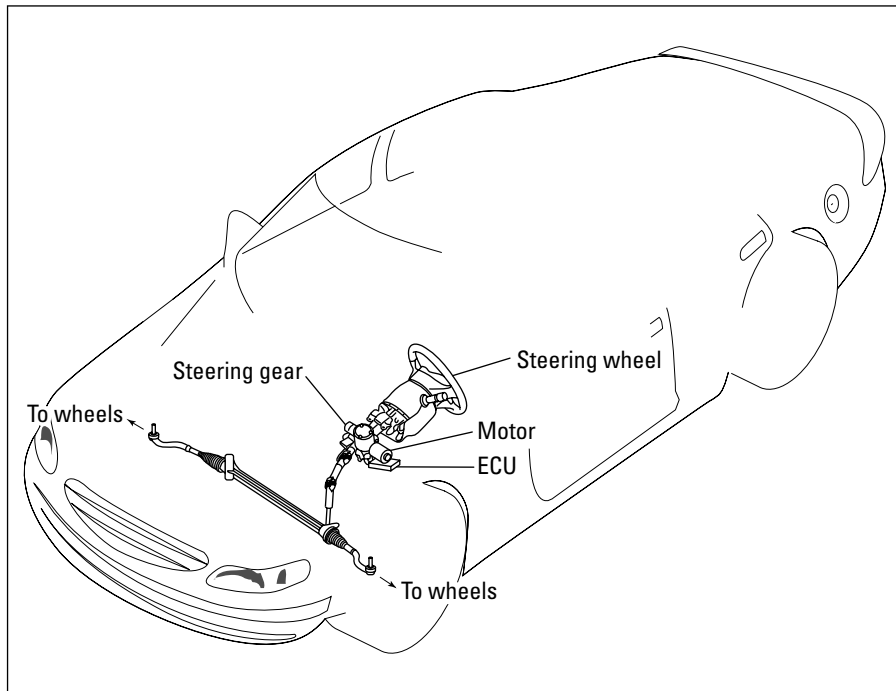 Steering wheel
Steering gear
To wheels
Motor
ECU
To wheels